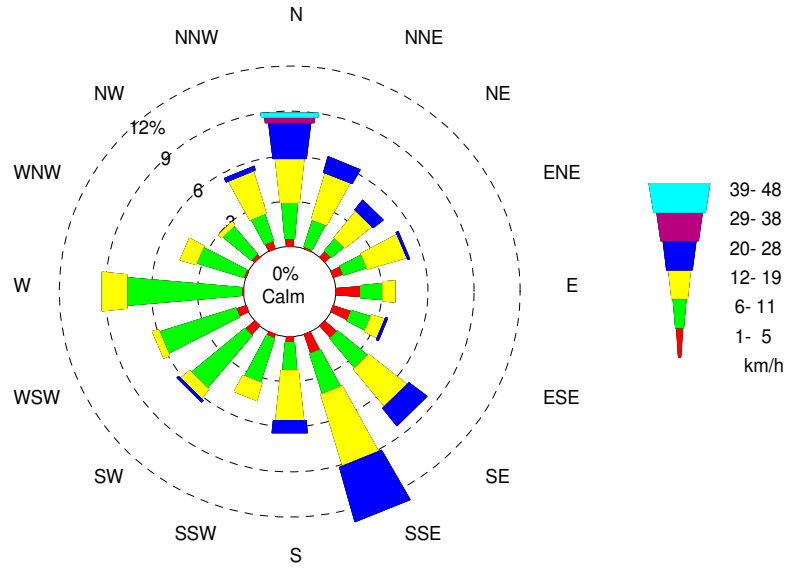 N
NNW
NNE
NW
NE
12%
9
WNW
ENE
6
3
W
0%
Calm
E
WSW
ESE
SW
SE
SSW
SSE
S
39- 48
29- 38
20- 28
12- 19
6- 11
1- 5
km/h